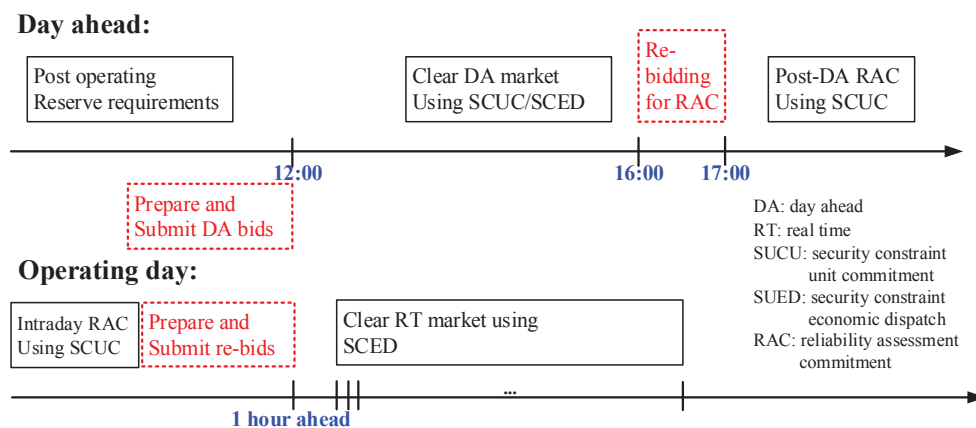 Day ahead:
Post operating
Reserve requirements
Clear DA market
Using SCUC/SCED
Re-
bidding
for RAC
Post-DA RAC
Using SCUC
12:00
16:00
17:00
Prepare and
Submit DA bids
DA: day ahead
RT: real time
SUCU: security constraint
unit commitment
SUED: security constraint
economic dispatch
RAC: reliability assessment
commitment
Operating day:
Intraday RAC
Using SCUC
Prepare and
Submit re-bids
Clear RT market using
SCED
...
1 hour ahead